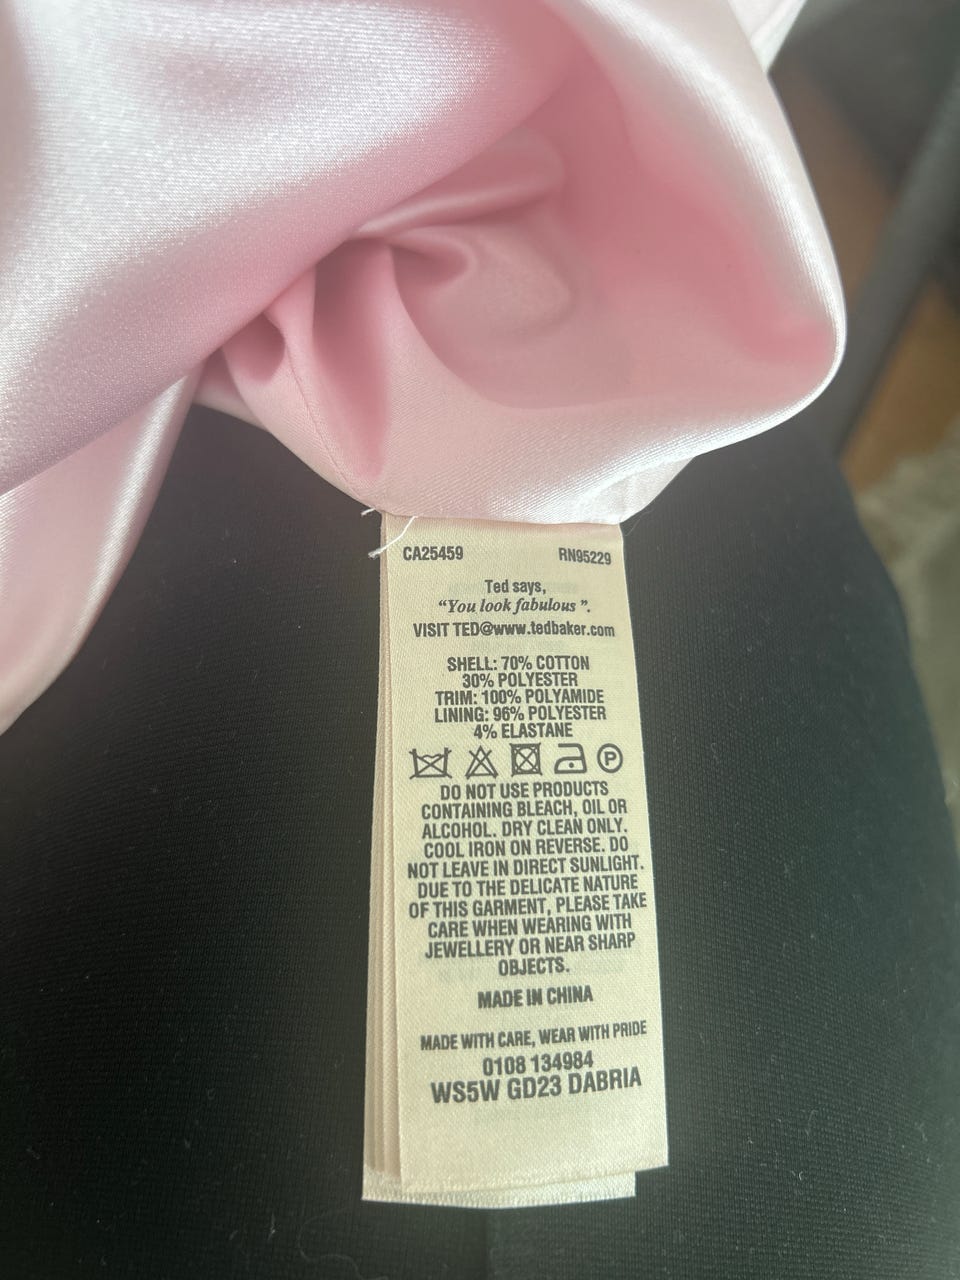 CA25459 RN95229
Ted says,
“You look fabulous”.
VISIT TED@www.tedbaker.com
SHELL: 70% COTTON
30% POLYESTER
TRIM: 100% POLYAMIDE
LINING: 96% POLYESTER
4% ELASTANE
P
DO NOT USE PRODUCTS
CONTAINING BLEACH, OIL OR
ALCOHOL. DRY CLEAN ONLY.
COOL IRON ON REVERSE. DO
NOT LEAVE IN DIRECT SUNLIGHT.
DUE TO THE DELICATE NATURE
OF THIS GARMENT, PLEASE TAKE
CARE WHEN WEARING WITH
JEWELLERY OR NEAR SHARP
OBJECTS.
MADE IN CHINA
MADE WITH CARE, WEAR WITH PRIDE
0108 134984
WS5W GD23 DABRIA